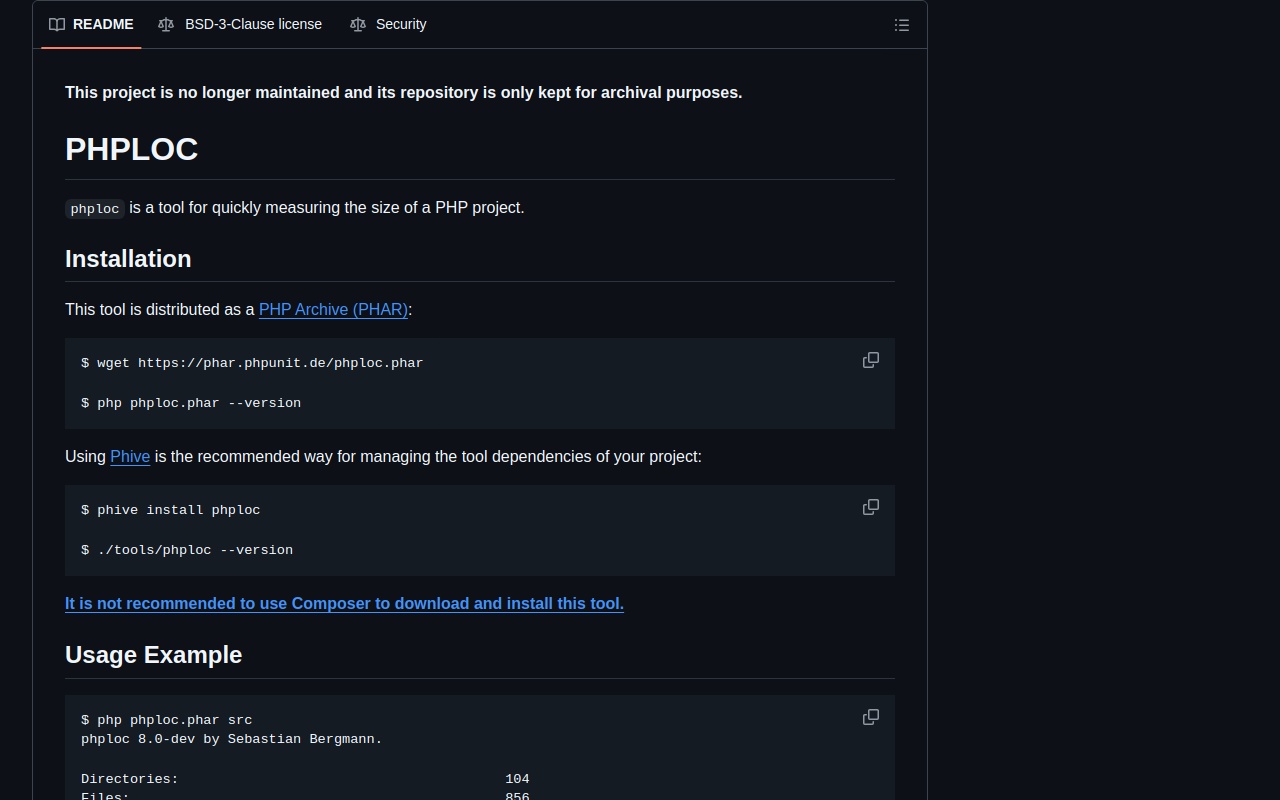 README BSD-3-Clause license Security
This project is no longer maintained and its repository is only kept for archival purposes.
PHPLOC
phploc is a tool for quickly measuring the size of a PHP project.
Installation
This tool is distributed as a PHP Archive (PHAR):
$ wget https://phar.phpunit.de/phploc.phar
$ php phploc.phar --version
Using Phive is the recommended way for managing the tool dependencies of your project:
$ phive install phploc
$ ./tools/phploc --version
It is not recommended to use Composer to download and install this tool.
Usage Example
$ php phploc.phar src
phploc 8.0-dev by Sebastian Bergmann.
Directories: 104
Files: 856